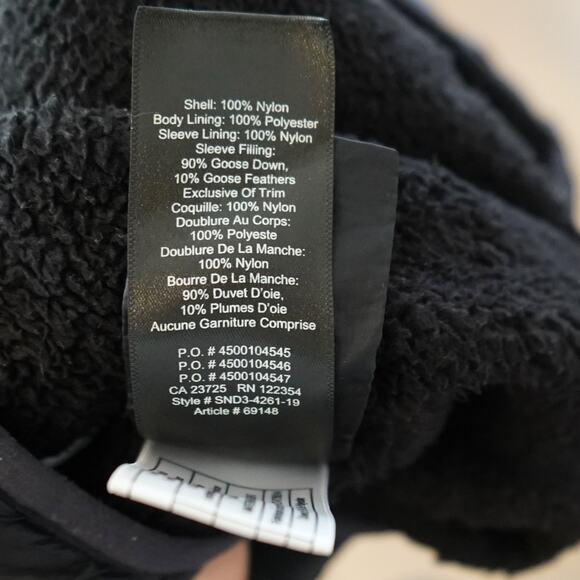 Shell: 100% Nylon
Body Lining: 100% Polyester
Sleeve Lining: 100% Nylon
Sleeve Filling:
90% Goose Down,
10% Goose Feathers
Exclusive Of Trim
Coquille: 100% Nylon
Doublure Au Corps:
100% Polyeste
Doublure De La Manche:
100% Nylon
Bourre De La Manche:
90% Duvet D'oie,
10% Plumes D'oie
Aucune Garniture Comprise
P.O. # 4500104545
P.O. # 4500104546
P.O. # 4500104547
CA 23725 RN 122354
Style # SND3-4261-19
Article # 69148